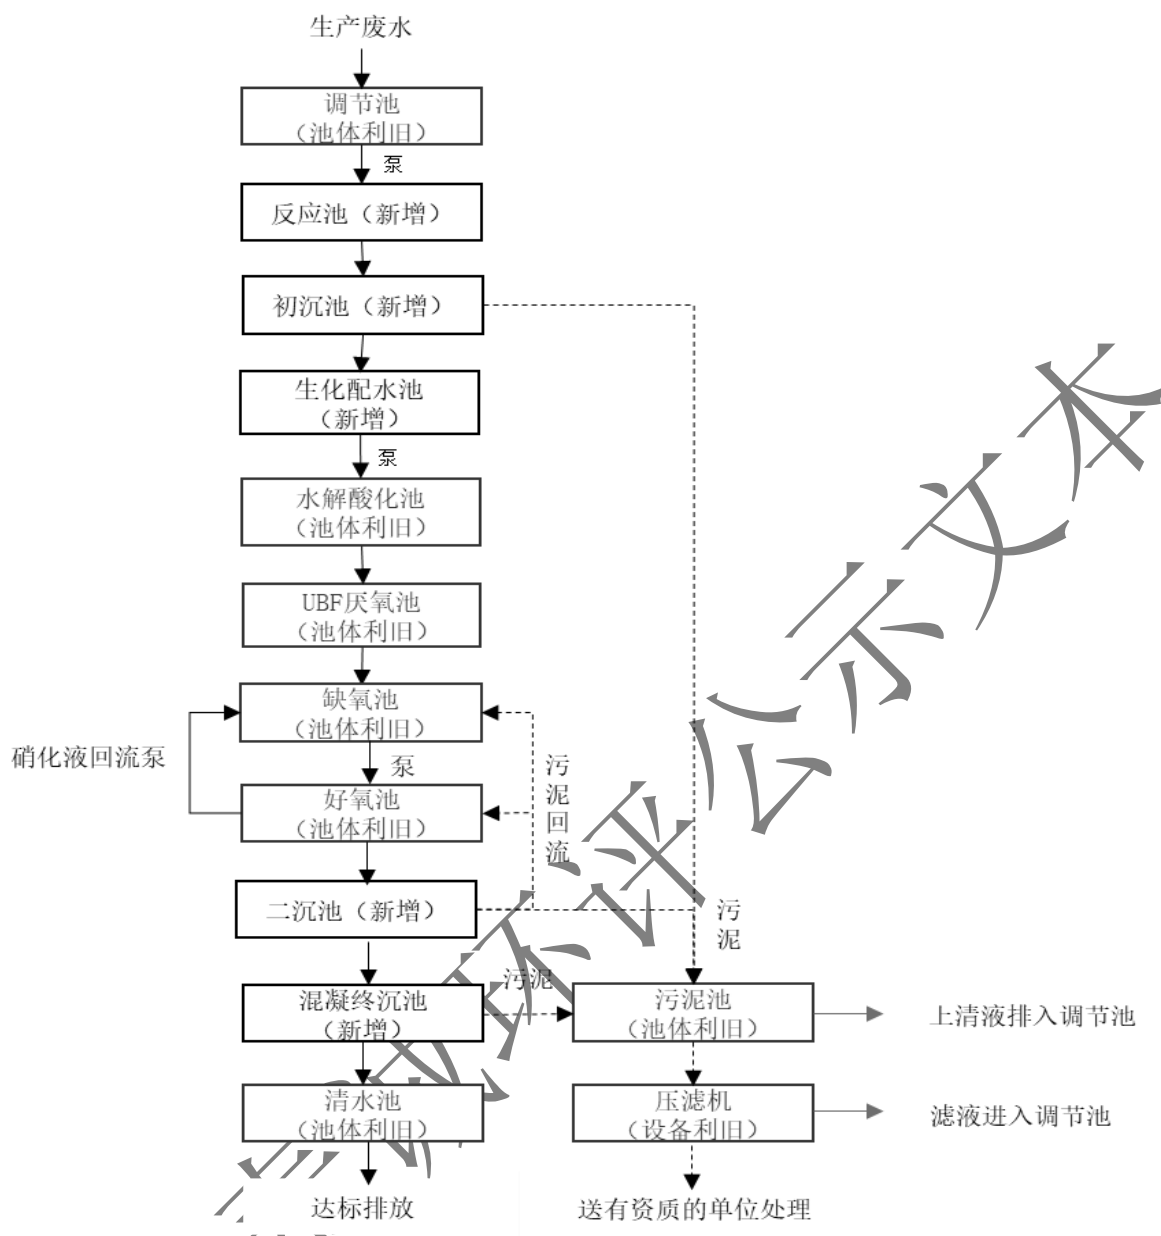 生产废水
调节池
（池体利旧）
泵
反应池（新增）
初沉池（新增）
生化配水池
（新增）
泵
水解酸化池
（池体利旧）
UBF厌氧池
（池体利旧）
缺氧池
（池体利旧）
硝化液回流泵
泵
污泥回流
好氧池
（池体利旧）
二沉池（新增）
污泥
污泥
混凝终沉池
（新增）
污泥池
（池体利旧）
上清液排入调节池
清水池
（池体利旧）
压滤机
（设备利旧）
滤液进入调节池
达标排放
送有资质的单位处理
环评公示文本